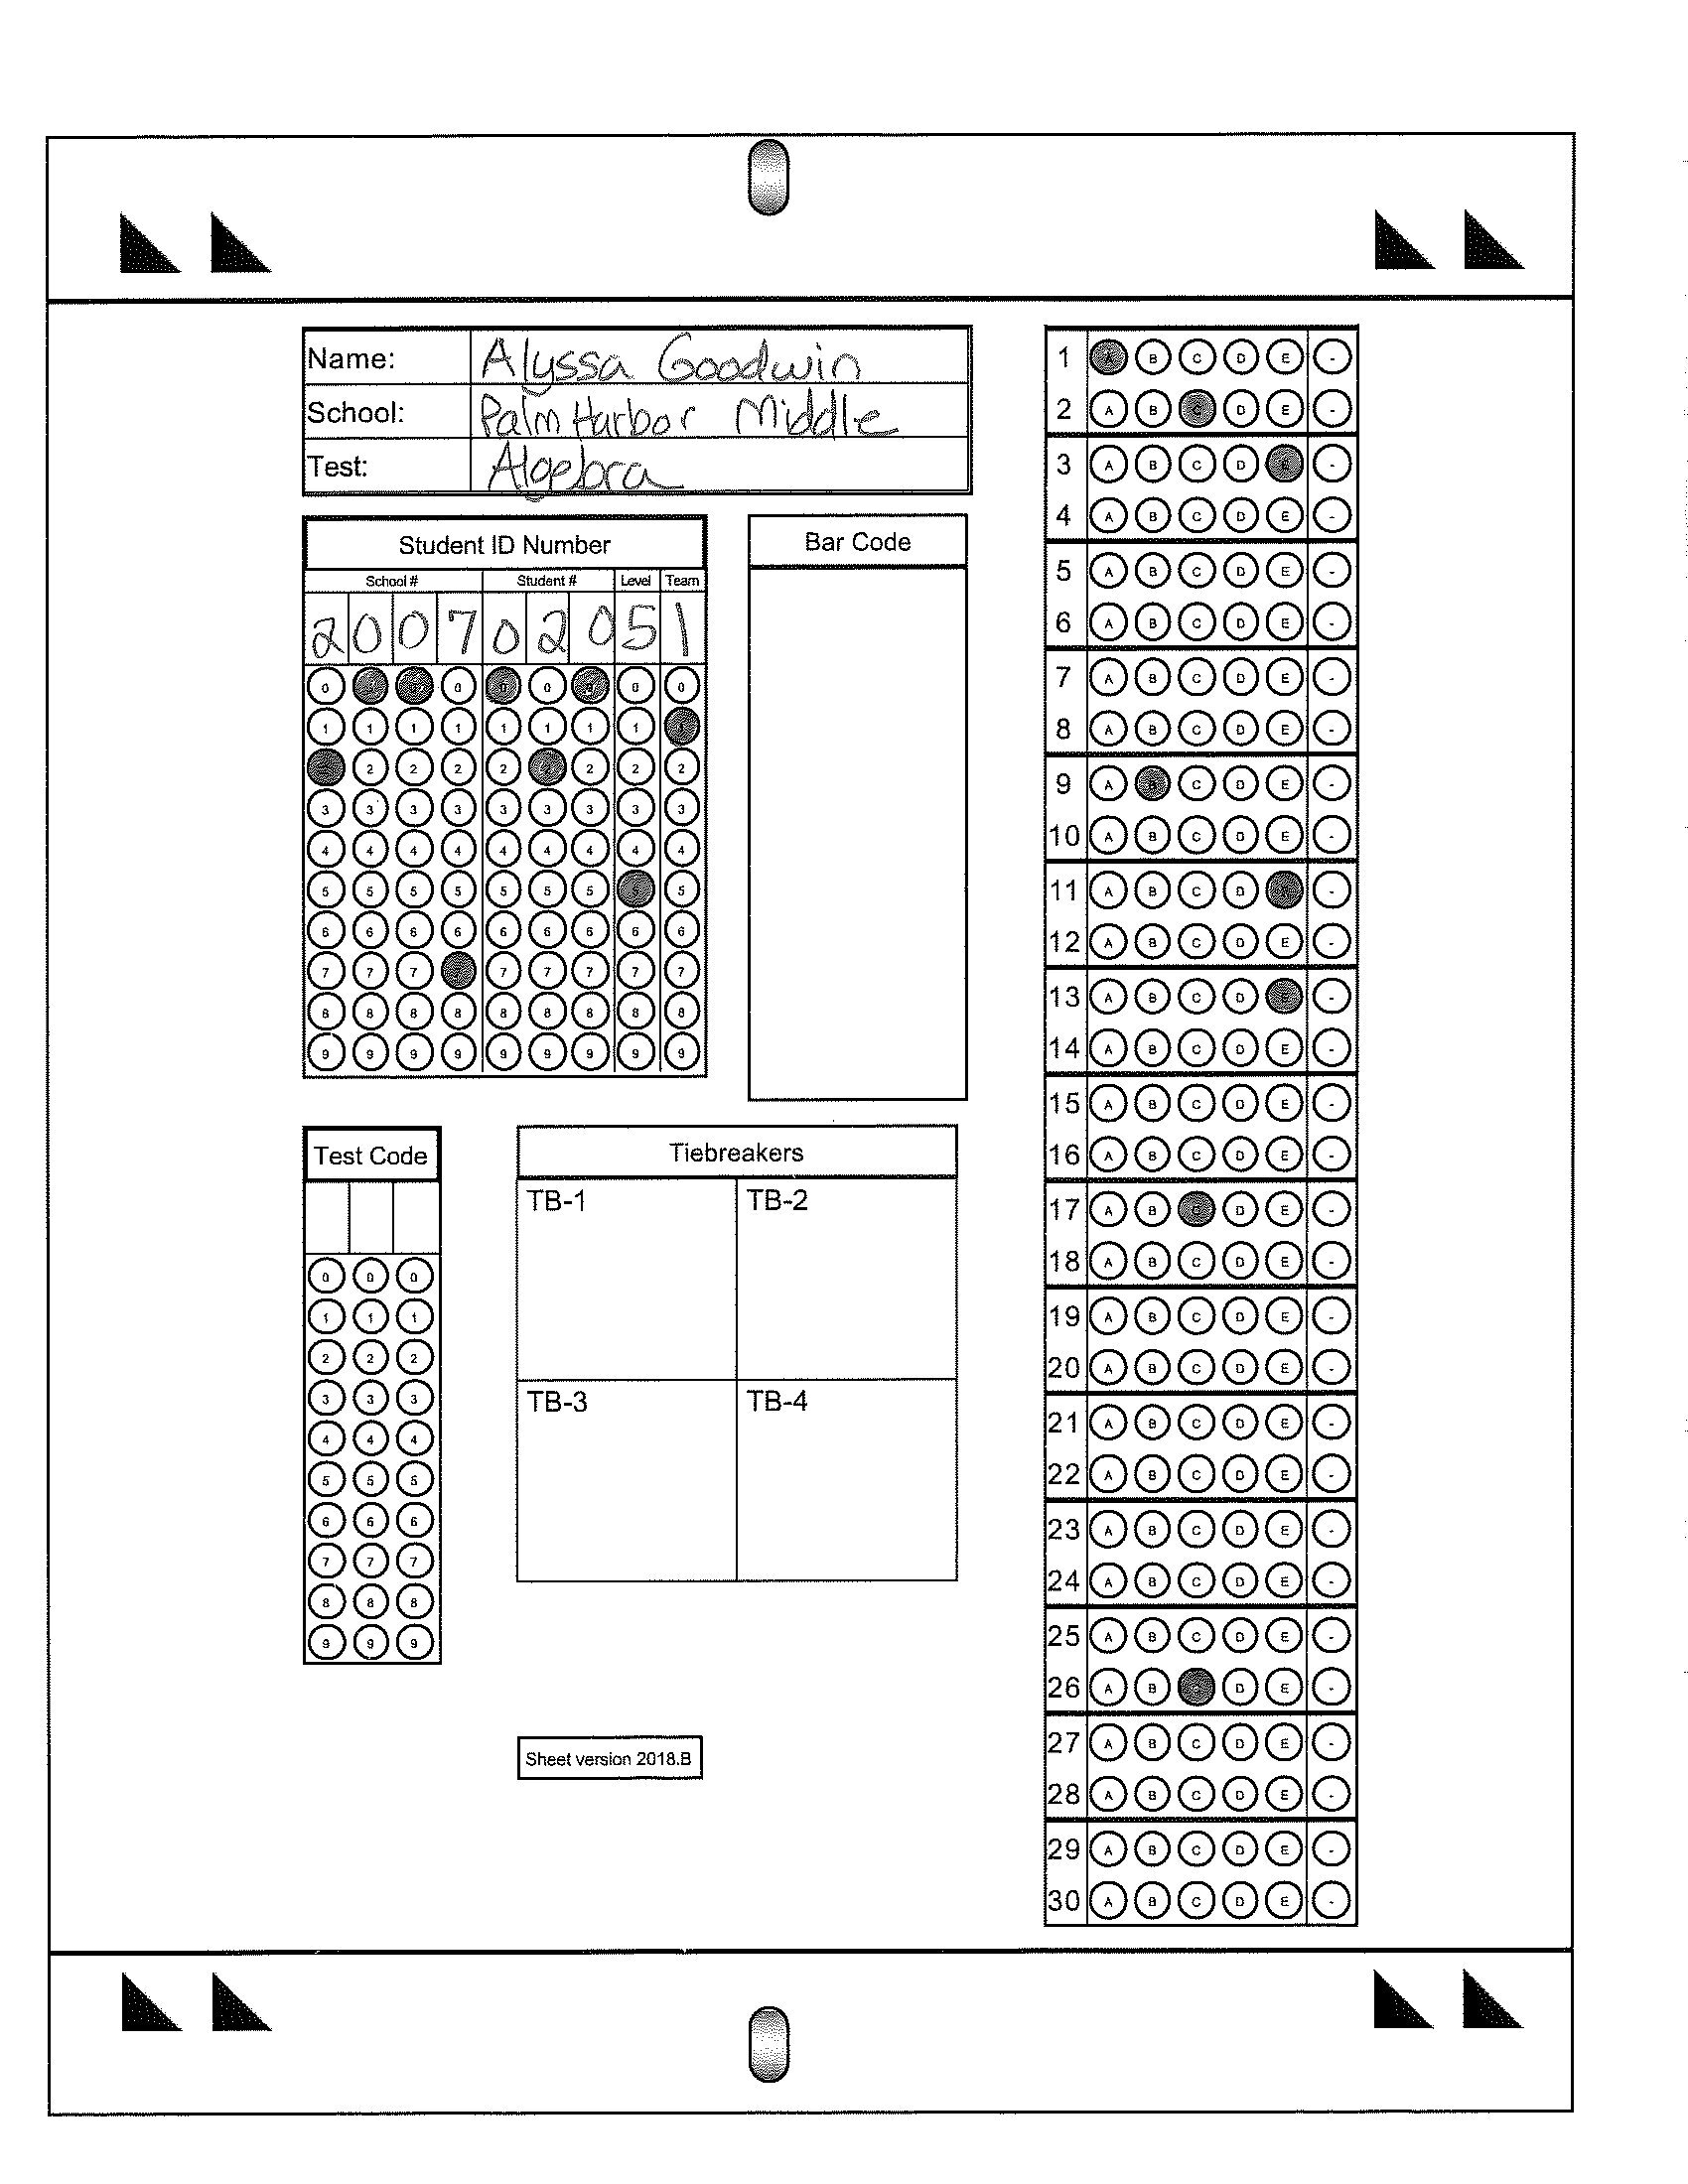 Name: Alyssa Goodwin
School: Palm Harbor Middle
Test: Algebra
Student ID Number
School # Student # Level Team
2 0 0 7 0 2 0 5 1
0 0 0 0 0
1 1 1 1 1 1 1 1 1
2 2 2 2 2 2 2 2
3 3 3 3 3 3 3 3 3
4 4 4 4 4 4 4 4 4
5 5 5 5 5 5 5 5 5
6 6 6 6 6 6 6 6 6
7 7 7 7 7 7 7 7
8 8 8 8 8 8 8 8 8
9 9 9 9 9 9 9 9 9
Bar Code
Test Code
0 0 0
1 1 1
2 2 2
3 3 3
4 4 4
5 5 5
6 6 6
7 7 7
8 8 8
9 9 9
Tiebreakers
TB-1 TB-2
TB-3 TB-4
Sheet version 2018.B
1 A B C D E -
2 A B C D E -
3 A B C D E -
4 A B C D E -
5 A B C D E -
6 A B C D E -
7 A B C D E -
8 A B C D E -
9 A B C D E -
10 A B C D E -
11 A B C D -
12 A B C D E -
13 A B C D E -
14 A B C D E -
15 A B C D E -
16 A B C D E -
17 A B C D E -
18 A B C D E -
19 A B C D E -
20 A B C D E -
21 A B C D E -
22 A B C D E -
23 A B C D E -
24 A B C D E -
25 A B C D E -
26 A B C D E -
27 A B C D E -
28 A B C D E -
29 A B C D E -
30 A B C D E -